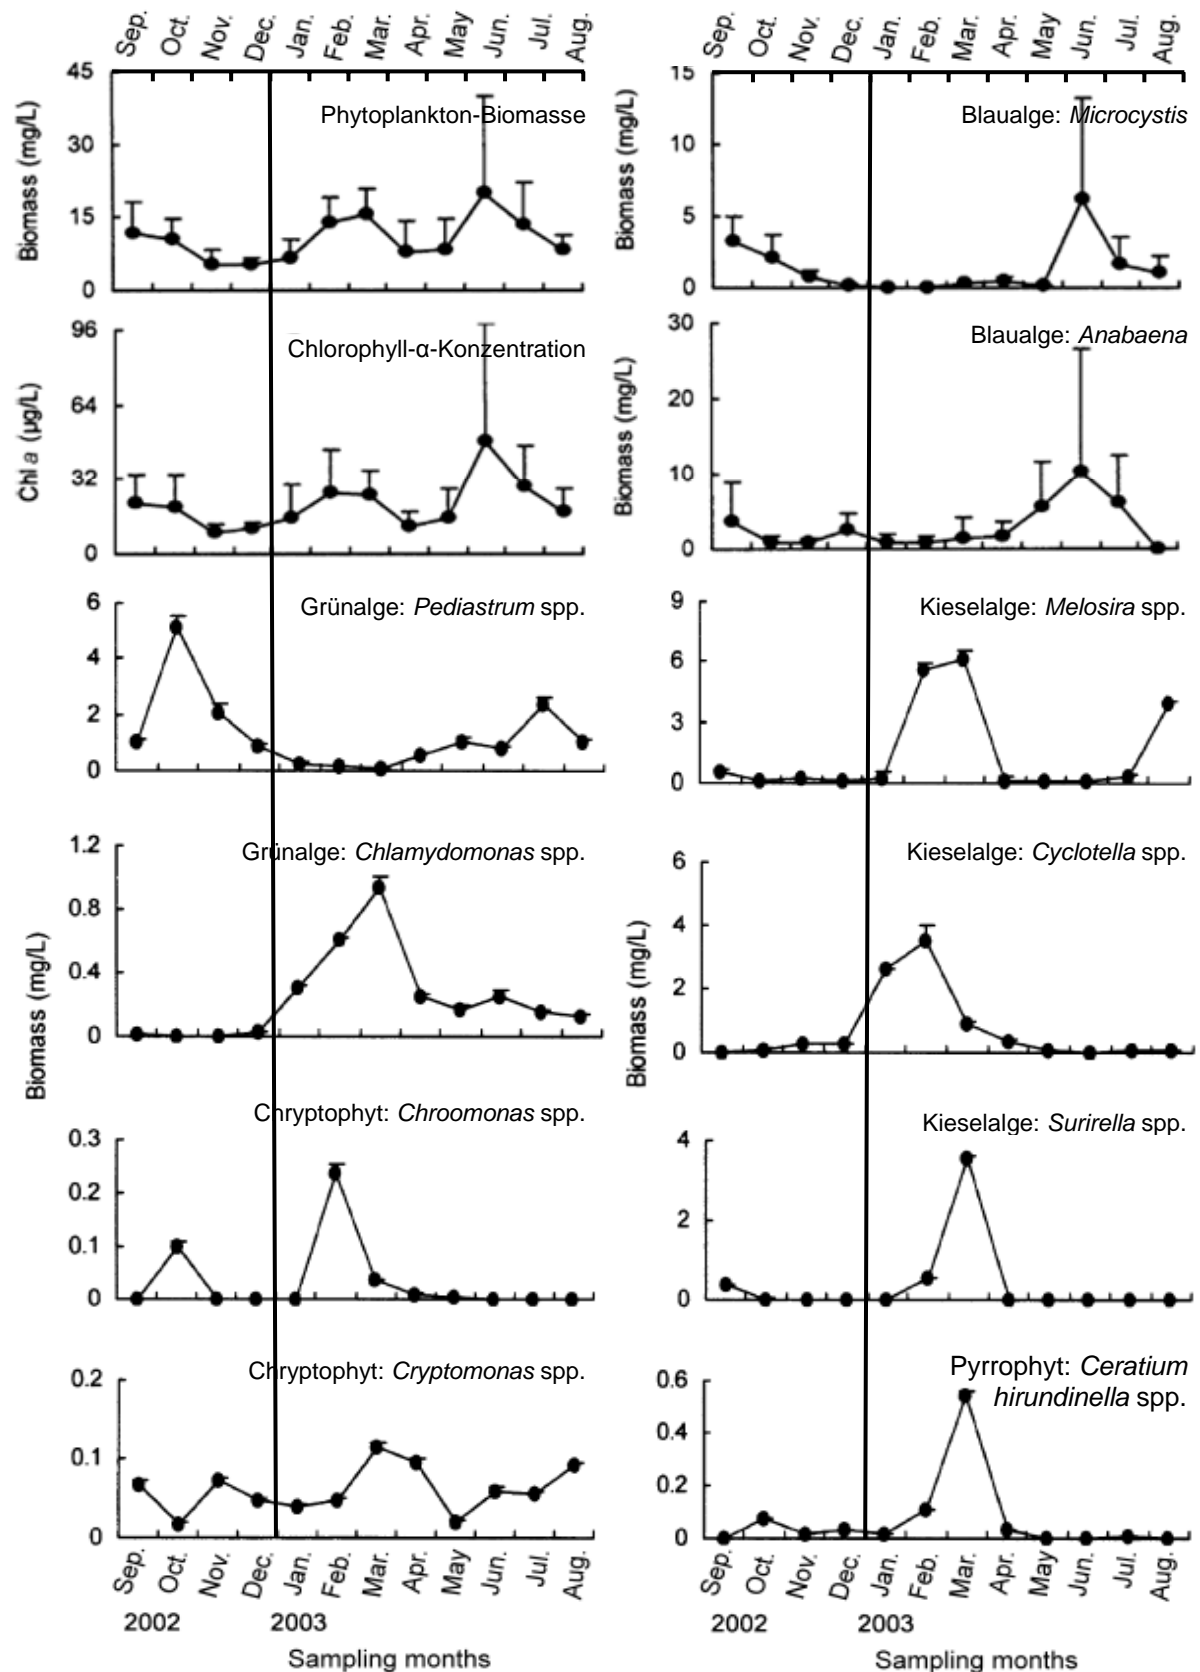 Sep. Oct. Nov. Dec. Jan. Feb. Mar. Apr. May Jun. Jul. Aug.
45
30
15
0
Biomass (mg/L)
Phytoplankton-Biomasse
96
64
32
0
Chl a (µg/L)
Chlorophyll-α-Konzentration
6
4
2
0
Grünalge: Pediastrum spp.
1.2
0.8
0.4
0
Biomass (mg/L)
Grünalge: Chlamydomonas spp.
0.3
0.2
0.1
0
Chryptophyt: Chroomonas spp.
0.2
0.1
0
Chryptophyt: Cryptomonas spp.
Sep. Oct. Nov. Dec. Jan. Feb. Mar. Apr. May Jun. Jul. Aug.
2002 2003
Sampling months
Sep. Oct. Nov. Dec. Jan. Feb. Mar. Apr. May Jun. Jul. Aug.
15
10
5
0
Biomass (mg/L)
Blaualge: Microcystis
30
20
10
0
Biomass (mg/L)
Blaualge: Anabaena
9
6
3
0
Kieselalge: Melosira spp.
6
4
2
0
Biomass (mg/L)
Kieselalge: Cyclotella spp.
4
2
0
Kieselalge: Surirella spp.
0.6
0.4
0.2
0
Pyrrophyt: Ceratium
hirundinella spp.
Sep. Oct. Nov. Dec. Jan. Feb. Mar. Apr. May Jun. Jul. Aug.
2002 2003
Sampling months